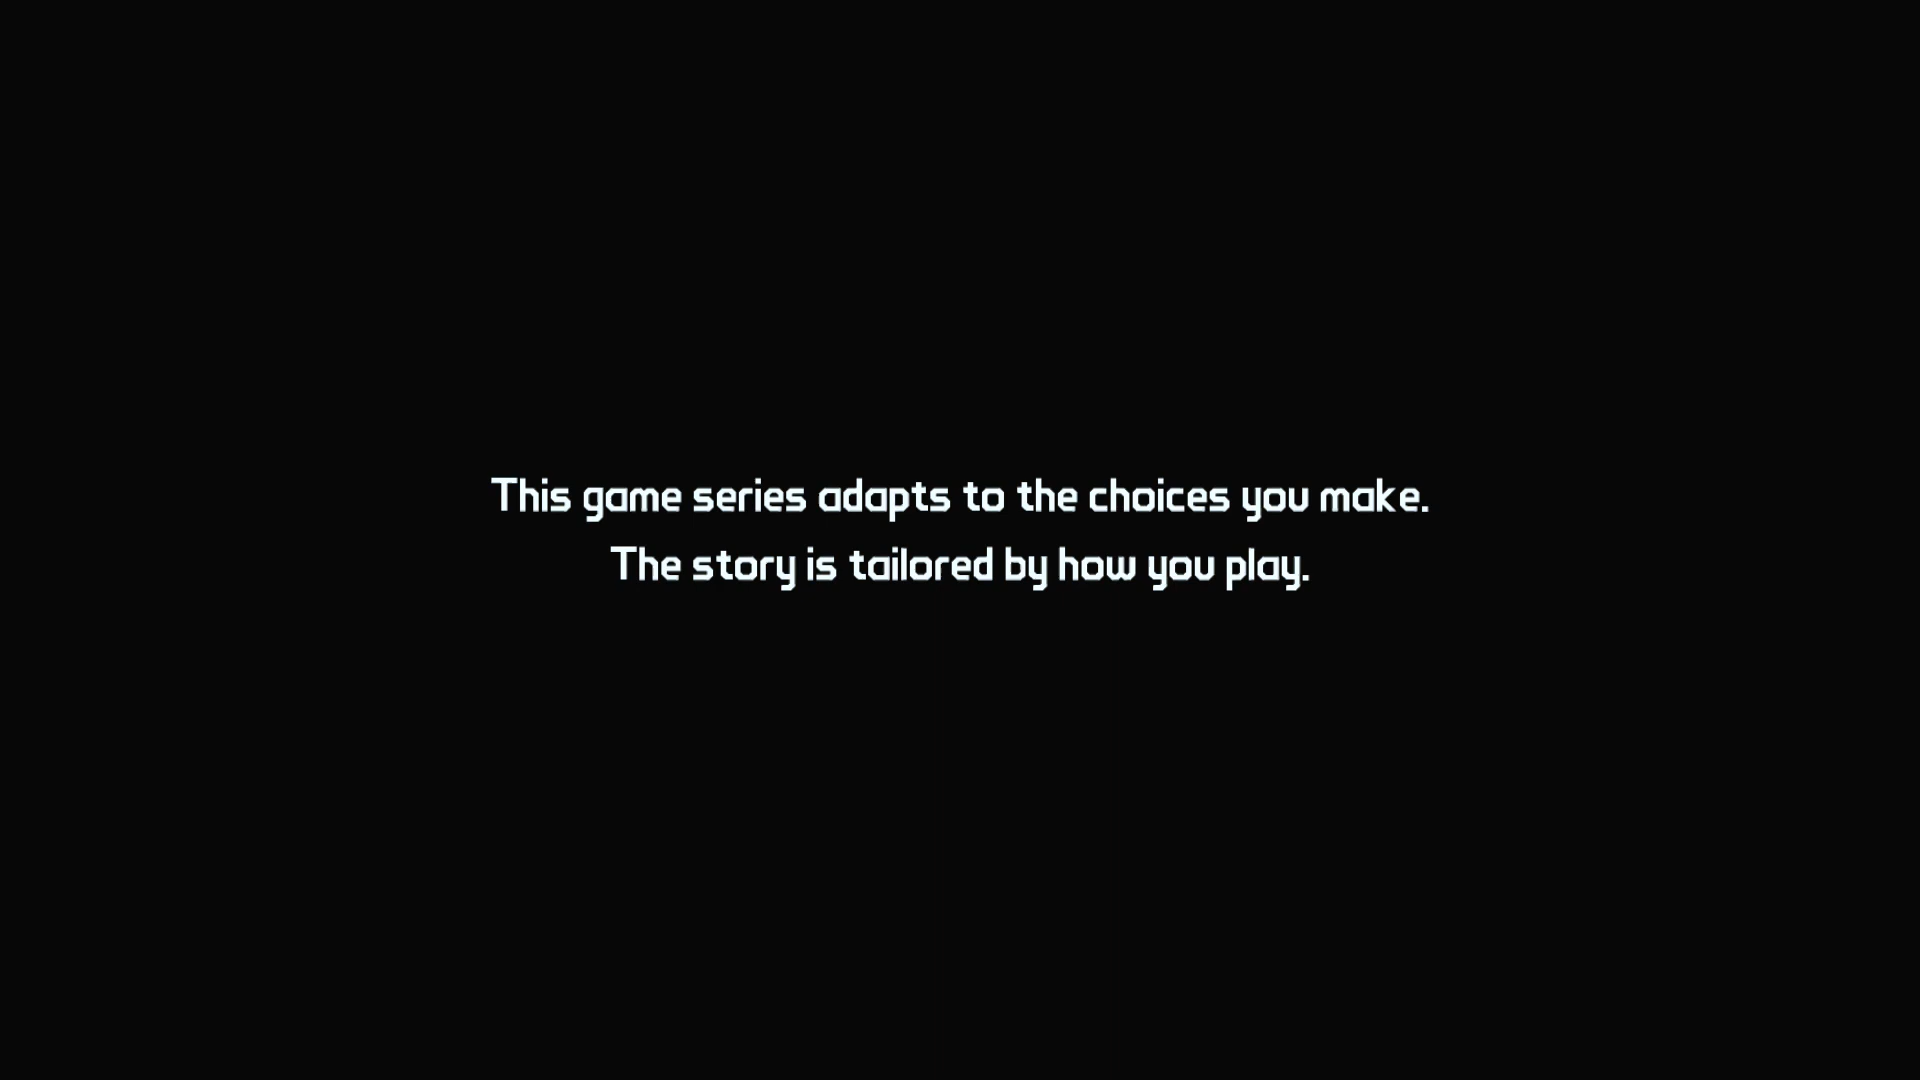 This game series adapts to the choices you make.
The story is tailored by how you play.